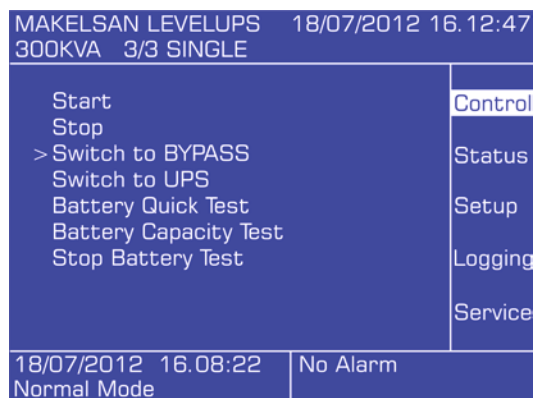 MAKELSAN LEVELUPS 18/07/2012 16.12:47
300KVA 3/3 SINGLE
Start
Stop
> Switch to BYPASS
Switch to UPS
Battery Quick Test
Battery Capacity Test
Stop Battery Test
Control
Status
Setup
Logging
Service
18/07/2012 16.08:22 No Alarm
Normal Mode